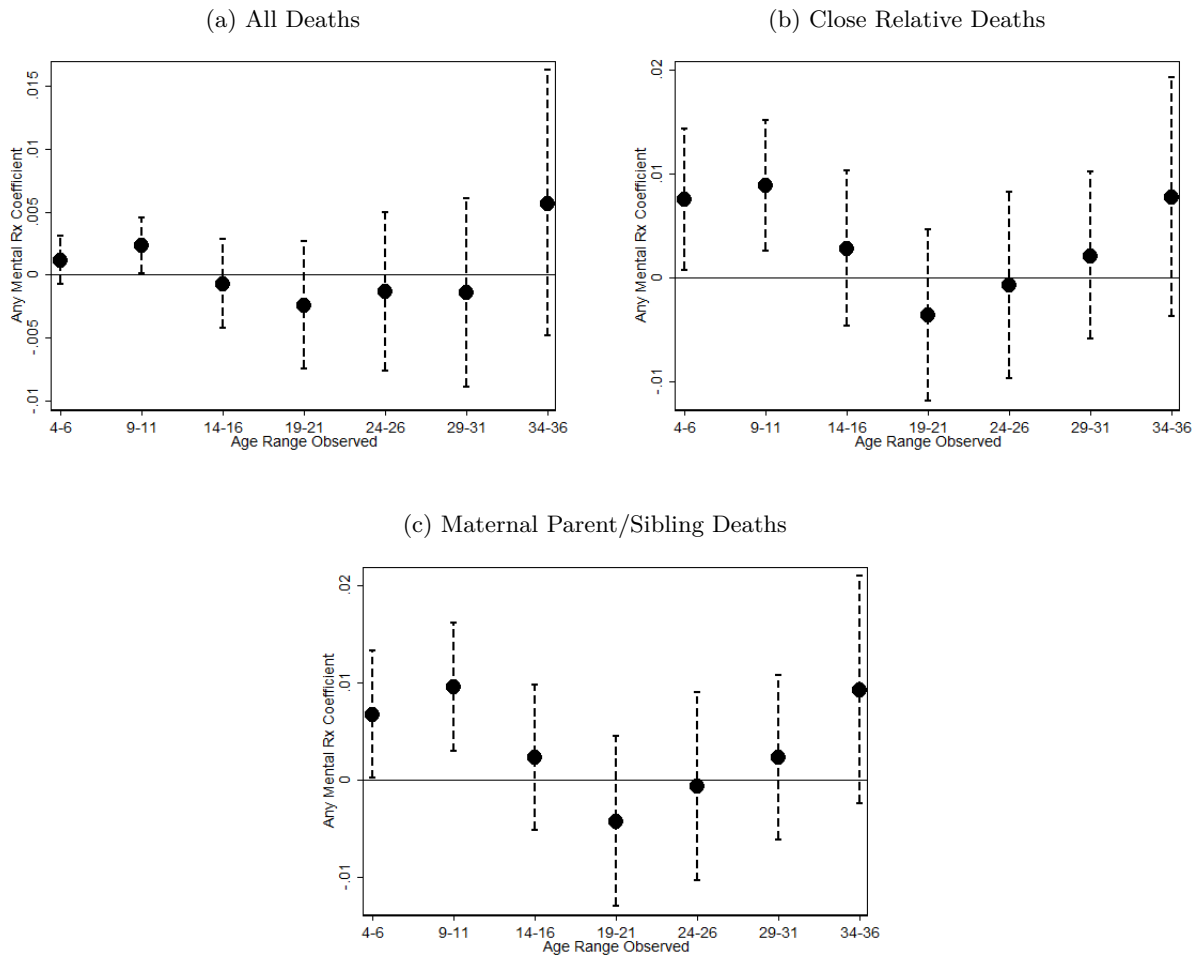 (a) All Deaths
Any Mental Rx Coefficient
.015
.01
.005
0
-.005
-.01
4-6 9-11 14-16 19-21 24-26 29-31 34-36
Age Range Observed
(b) Close Relative Deaths
Any Mental Rx Coefficient
.02
.01
0
-.01
4-6 9-11 14-16 19-21 24-26 29-31 34-36
Age Range Observed
(c) Maternal Parent/Sibling Deaths
Any Mental Rx Coefficient
.02
.01
0
-.01
4-6 9-11 14-16 19-21 24-26 29-31 34-36
Age Range Observed